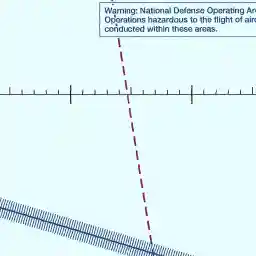 Warning: National Defense Operating
Operations hazardous to the flight of
conducted within these areas.